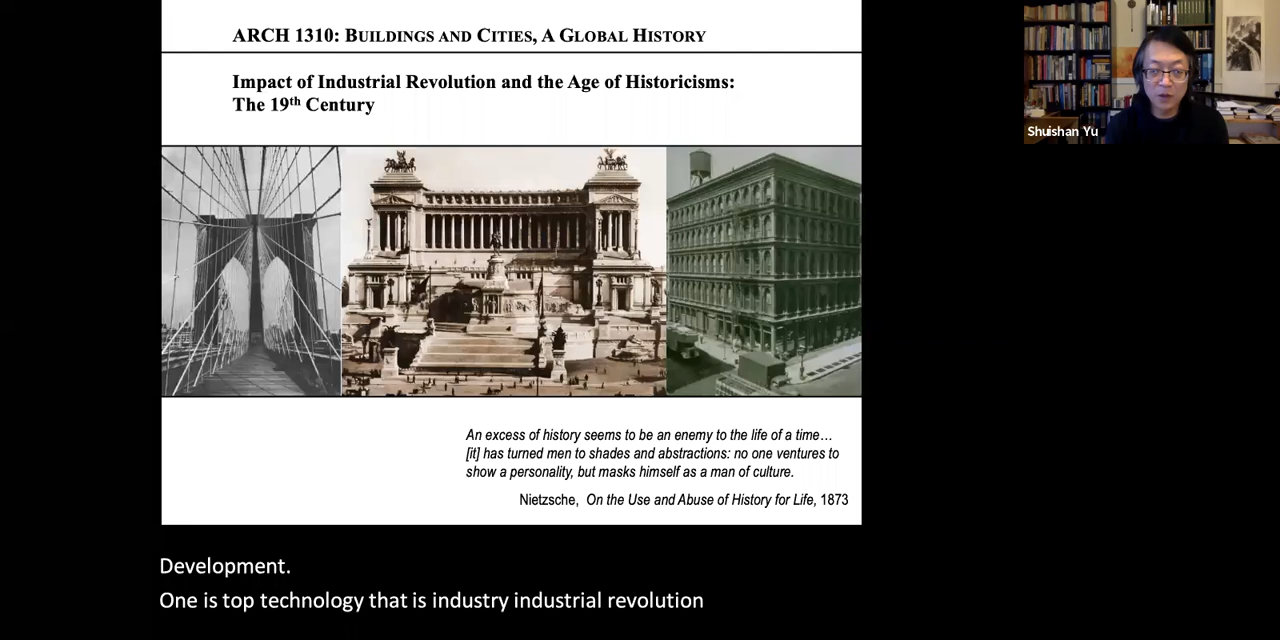 ARCH 1310: BUILDINGS AND CITIES, A GLOBAL HISTORY
Impact of Industrial Revolution and the Age of Historicisms:
The 19th Century
Shuishan Yu
An excess of history seems to be an enemy to the life of a time…
[it] has turned men to shades and abstractions: no one ventures to
show a personality, but masks himself as a man of culture.
Nietzsche, On the Use and Abuse of History for Life, 1873
Development.
One is top technology that is industry industrial revolution